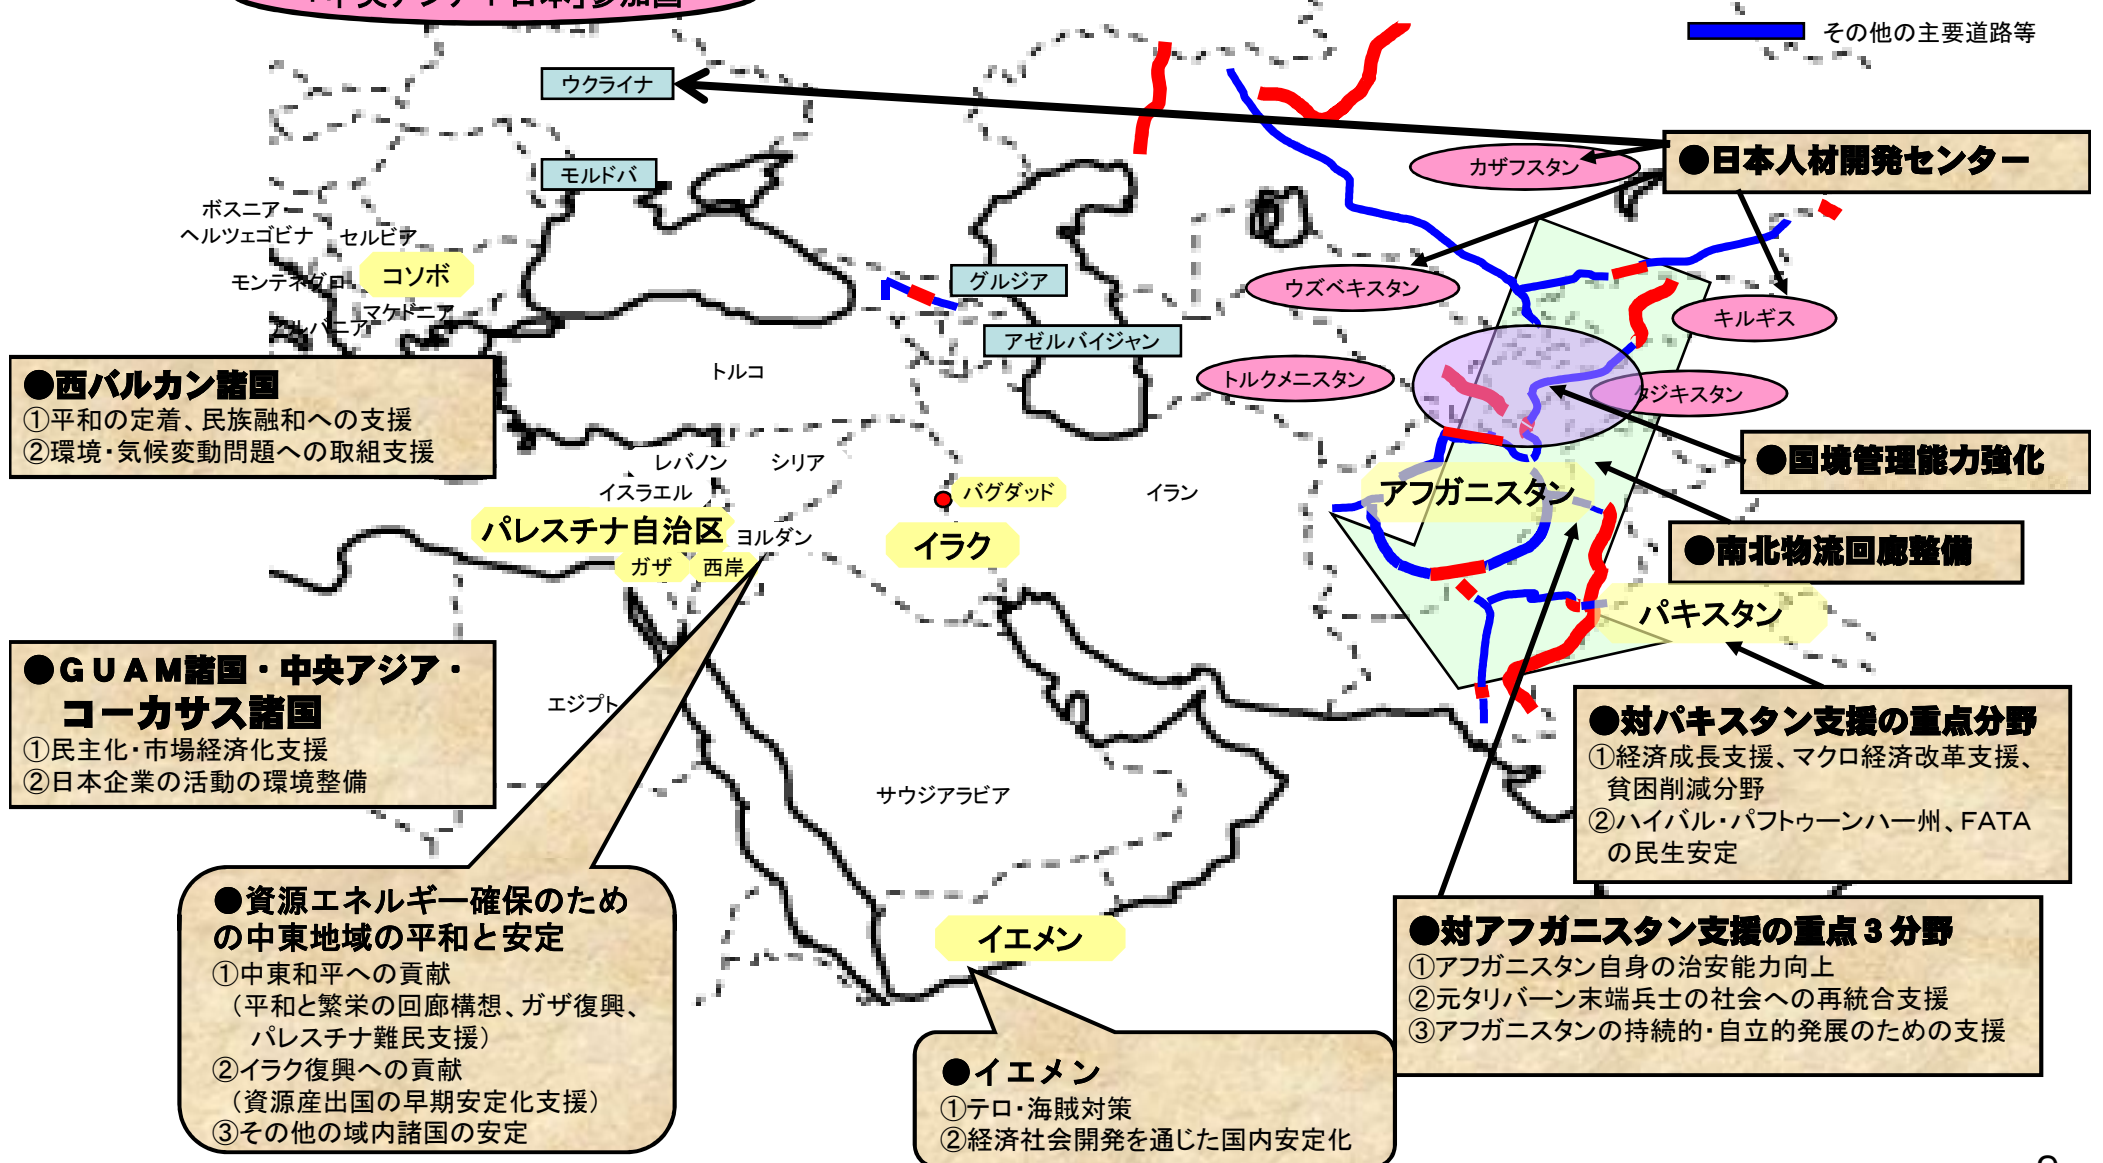 「中央アジア+日本」参加国
その他の主要道路等
ウクライナ
モルドバ
カザフスタン
●日本人材開発センター
ボスニア
ヘルツェゴビナ
セルビア
モンテネグロ
コソボ
マケドニア
アルバニア
グルジア
アゼルバイジャン
ウズベキスタン
キルギス
トルクメニスタン
タジキスタン
トルコ
●西バルカン諸国
①平和の定着、民族融和への支援
②環境・気候変動問題への取組支援
●国境管理能力強化
レバノン
シリア
イスラエル
バグダッド
イラン
アフガニスタン
パレスチナ自治区
ヨルダン
イラク
ガザ
西岸
●南北物流回廊整備
パキスタン
●GUAM諸国・中央アジア・
コーカサス諸国
①民主化・市場経済化支援
②日本企業の活動の環境整備
エジプト
サウジアラビア
●対パキスタン支援の重点分野
①経済成長支援、マクロ経済改革支援、
貧困削減分野
②ハイバル・パフトゥーンハー州、FATA
の民生安定
●資源エネルギー確保のため
の中東地域の平和と安定
①中東和平への貢献
(平和と繁栄の回廊構想、ガザ復興、
パレスチナ難民支援)
②イラク復興への貢献
(資源産出国の早期安定化支援)
③その他の域内諸国の安定
イエメン
●イエメン
①テロ・海賊対策
②経済社会開発を通じた国内安定化
●対アフガニスタン支援の重点3分野
①アフガニスタン自身の治安能力向上
②元タリバーン末端兵士の社会への再統合支援
③アフガニスタンの持続的・自立的発展のための支援